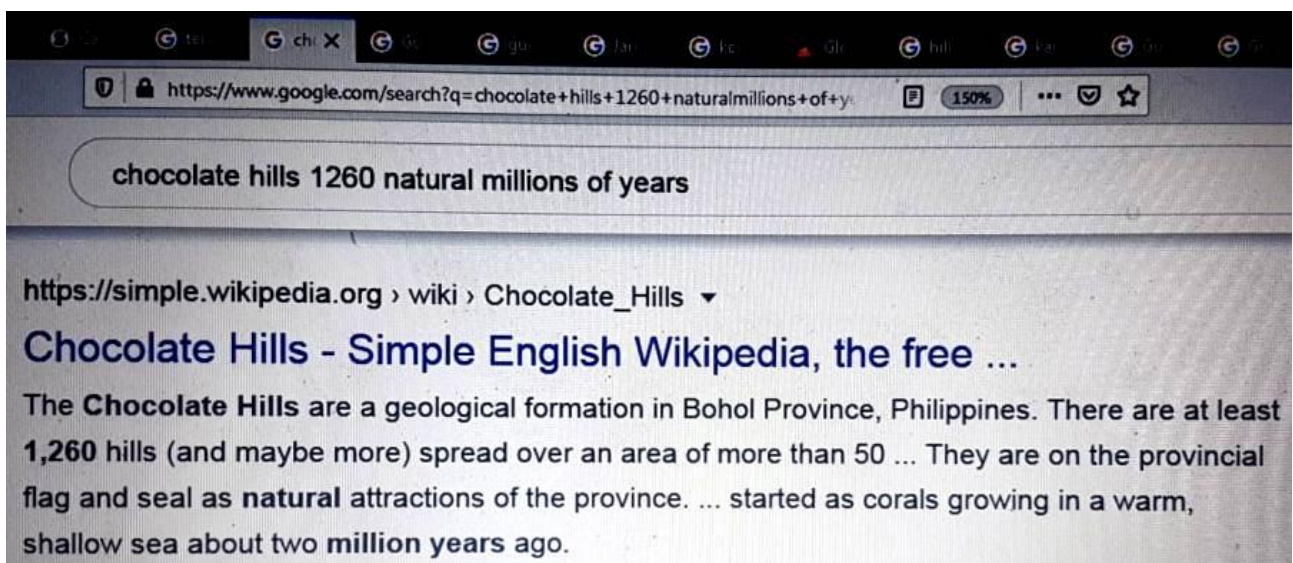 ch
hill
https://www.google.com/search?q=chocolate+hills+1260+naturalmillions+of+y
150%
chocolate hills 1260 natural millions of years
https://simple.wikipedia.org › wiki › Chocolate_Hills
Chocolate Hills - Simple English Wikipedia, the free ...
The Chocolate Hills are a geological formation in Bohol Province, Philippines. There are at least
1,260 hills (and maybe more) spread over an area of more than 50 ... They are on the provincial
flag and seal as natural attractions of the province. ... started as corals growing in a warm,
shallow sea about two million years ago.